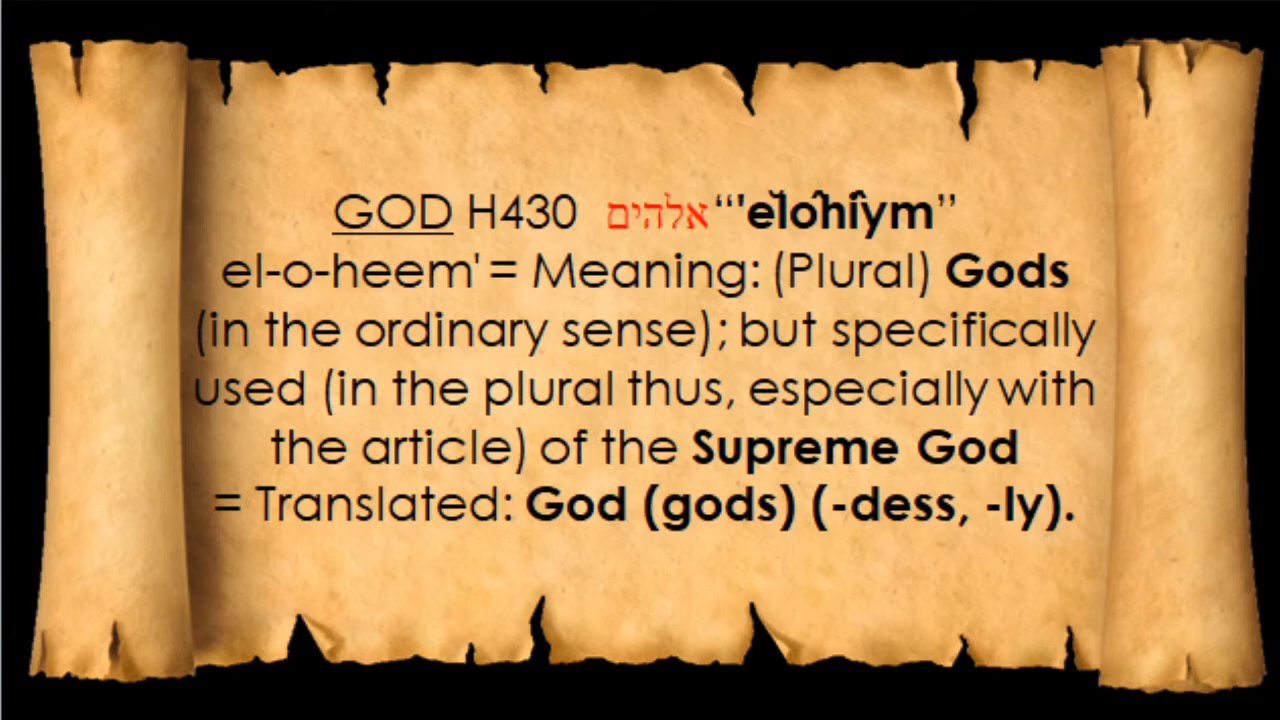 GOD H430 אלהים “'ĕlôhîym”
el-o-heem' = Meaning: (Plural) Gods
(in the ordinary sense); but specifically
used (in the plural thus, especially with
the article) of the Supreme God
= Translated: God (gods) (-dess, -ly).